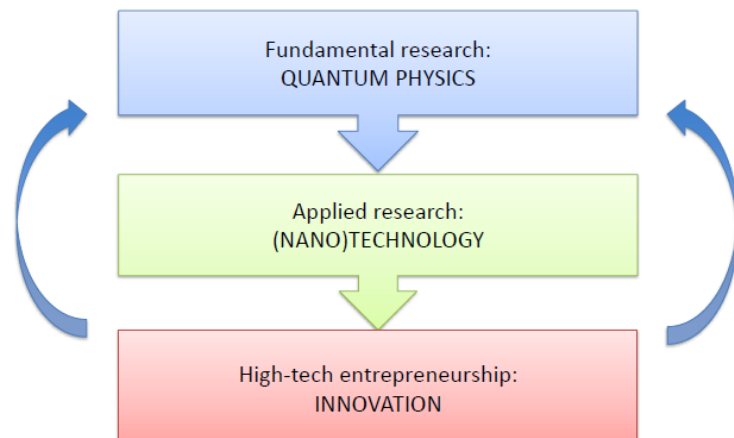 Fundamental research:
QUANTUM PHYSICS
Applied research:
(NANO)TECHNOLOGY
High-tech entrepreneurship:
INNOVATION